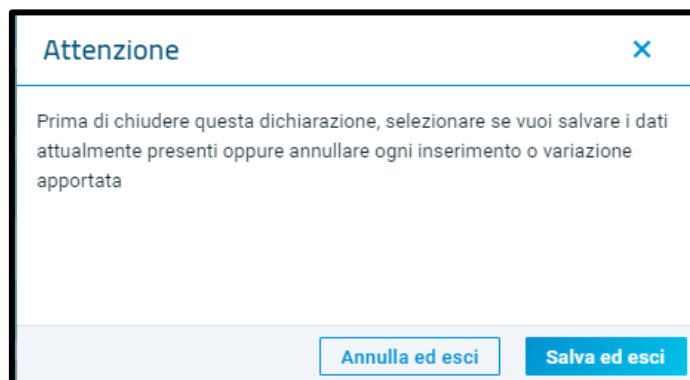 Attenzione
Prima di chiudere questa dichiarazione, selezionare se vuoi salvare i dati
attualmente presenti oppure annullare ogni inserimento o variazione
apportata
Annulla ed esci
Salva ed esci